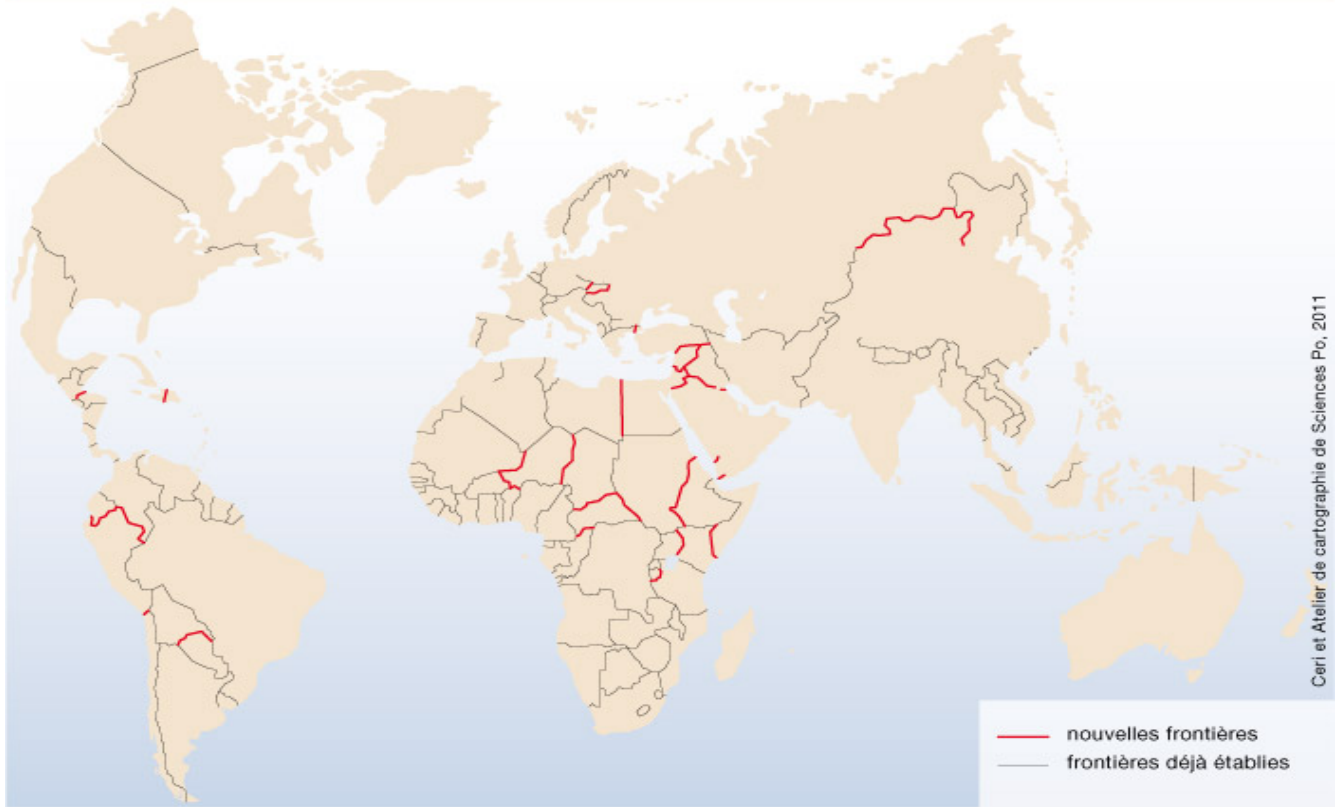 Ceri et Atelier de cartographie de Sciences Po, 2011
nouvelles frontières
frontières déjà établies